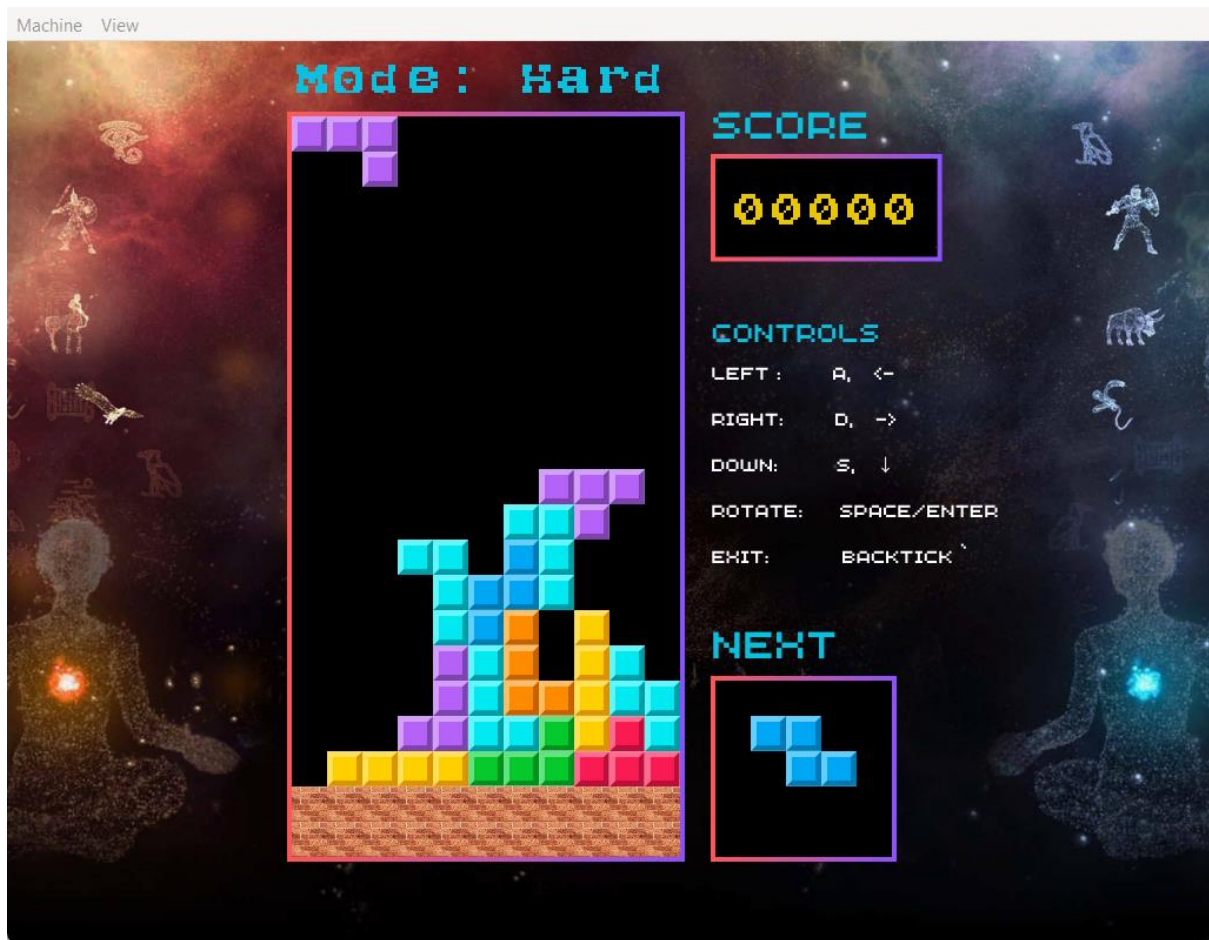 Machine View
Mode: Hard
SCORE
00000
CONTROLS
LEFT : A, <-
RIGHT: D, ->
DOWN: S, ↓
ROTATE: SPACE/ENTER
EXIT: BACKTICK `
NEXT